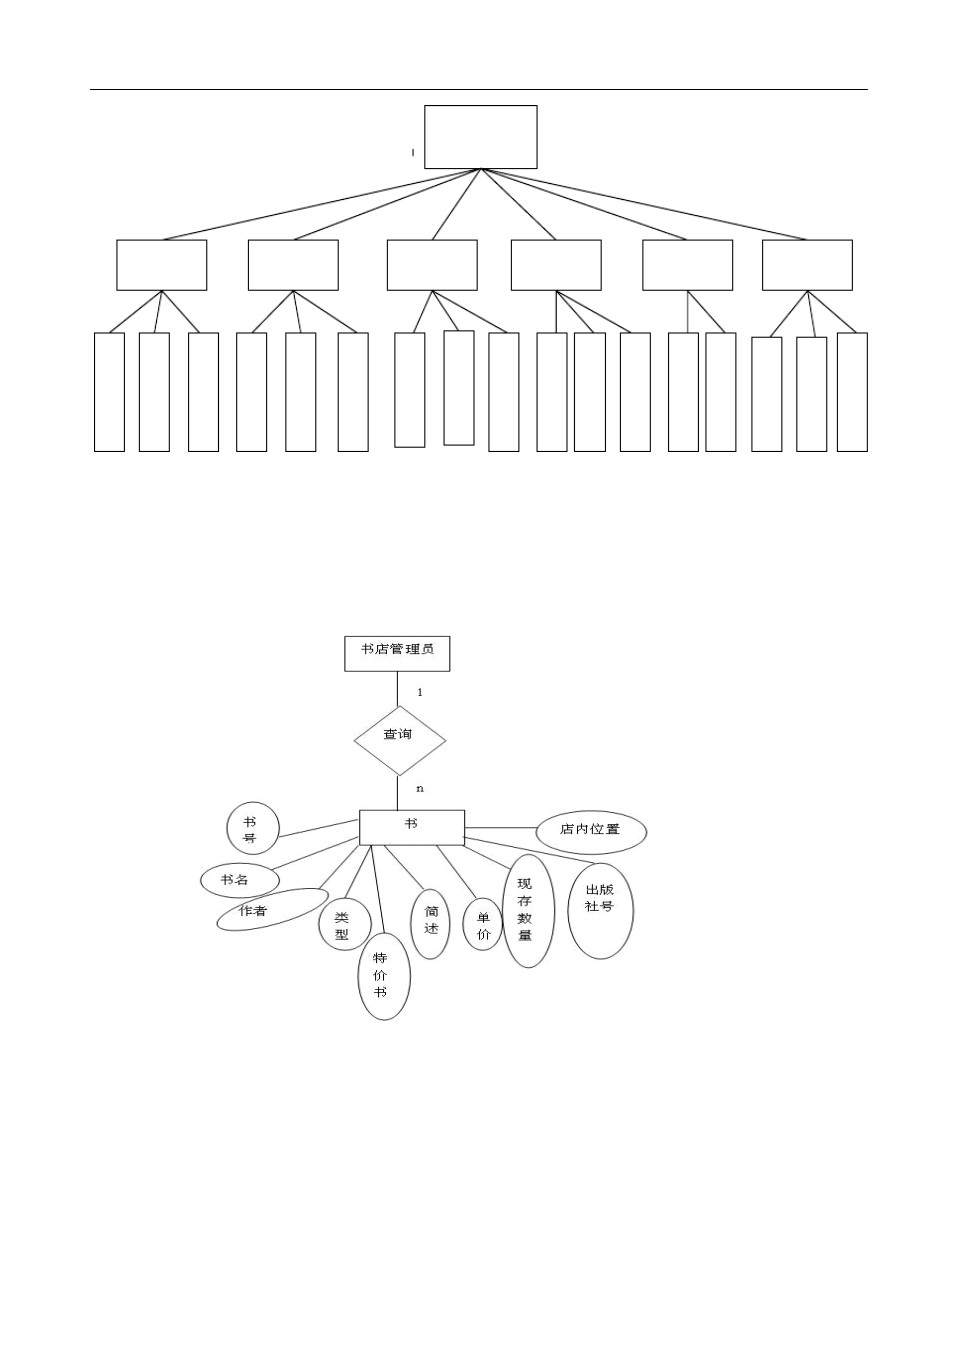 书店管理员
1
查询
n
书
书
号
店内位置
书名
作者
类
型
特
价
书
简
述
单
价
现
存
数
量
出版
社号